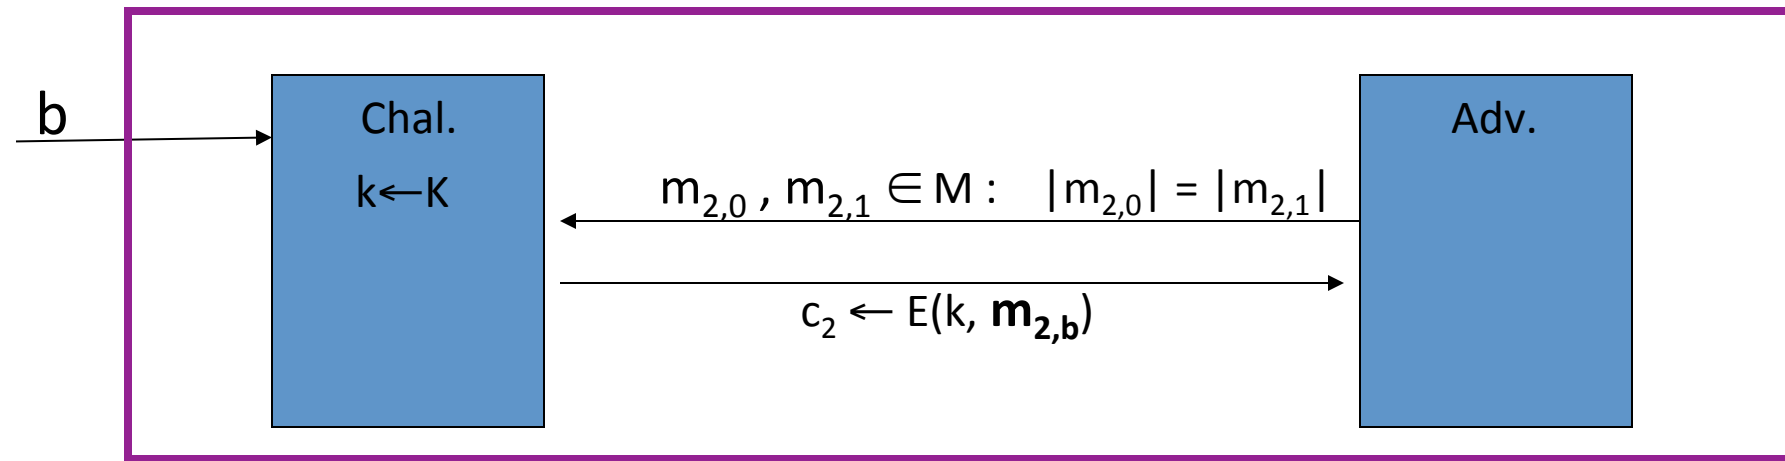 b
Chal.
Adv.
k←K
m2,0 , m2,1 ∈ M : |m2,0| = |m2,1|
c2 ← E(k, m2,b)